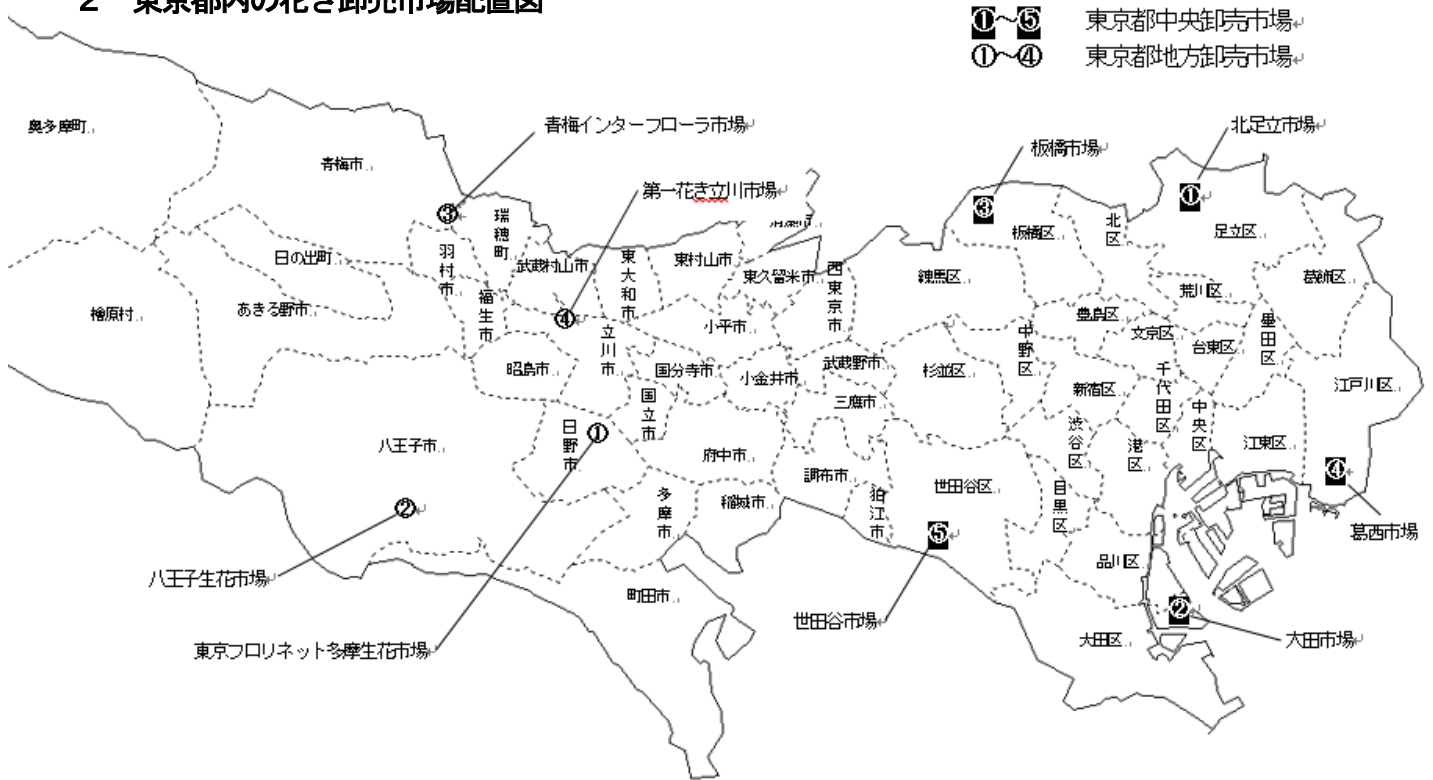 ２　東京都内の花き卸売市場配置図
①～⑤　東京都中央卸売市場
①～④　東京都地方卸売市場
青梅インターフローラ市場
北足立市場
板橋市場
第一花き立川市場
奥多摩町
青梅市
③
瑞穂町
羽村市
日の出町
武蔵村山市
東大和市
東村山市
清瀬市
東久留米市
西東京市
練馬区
③
板橋区
北区
①
足立区
葛飾区
荒川区
檜原村
あきる野市
福生市
④
立川市
小平市
豊島区
文京区
台東区
墨田区
中野区
昭島市
国分寺市
小金井市
武蔵野市
杉並区
三鷹市
新宿区
千代田区
中央区
江戸川区
国立市
日野市
①
八王子市
府中市
調布市
渋谷区
港区
江東区
④
葛西市場
②
多摩市
稲城市
狛江市
世田谷区
目黒区
⑤
品川区
八王子生花市場
町田市
世田谷市場
②
大田区
大田市場
東京フロリネット多摩生花市場